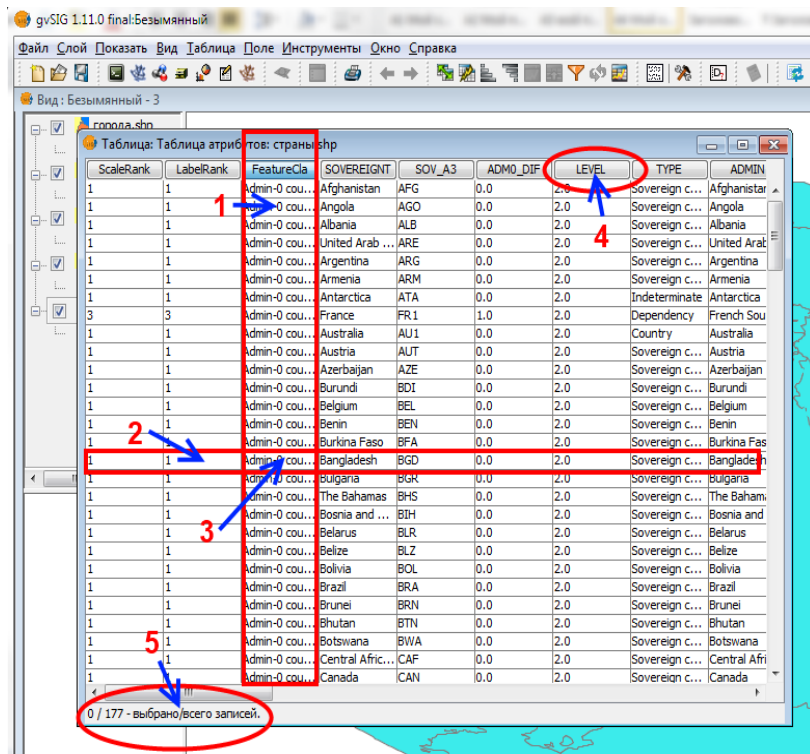 gvSIG 1.11.0 final:Безымянный
Файл Слой Показать Вид Таблица Поле Инструменты Окно Справка
Вид : Безымянный - 3
города.shp
Таблица: Таблица атрибутов: страны.shp
ScaleRank LabelRank FeatureCla SOVEREIGNT SOV_A3 ADM0_DIF LEVEL TYPE ADMIN
1 1 Admin-0 cou... Afghanistan AFG 0.0 2.0 Sovereign c... Afghanistan
1 1 Admin-0 cou... Angola AGO 0.0 2.0 Sovereign c... Angola
1 1 Admin-0 cou... Albania ALB 0.0 2.0 Sovereign c... Albania
1 1 Admin-0 cou... United Arab ... ARE 0.0 2.0 Sovereign c... United Arab
1 1 Admin-0 cou... Argentina ARG 0.0 2.0 Sovereign c... Argentina
1 1 Admin-0 cou... Armenia ARM 0.0 2.0 Sovereign c... Armenia
1 1 Admin-0 cou... Antarctica ATA 0.0 2.0 Indeterminate Antarctica
3 3 Admin-0 cou... France FR1 1.0 2.0 Dependency French Sou
1 1 Admin-0 cou... Australia AU1 0.0 2.0 Country Australia
1 1 Admin-0 cou... Austria AUT 0.0 2.0 Sovereign c... Austria
1 1 Admin-0 cou... Azerbaijan AZE 0.0 2.0 Sovereign c... Azerbaijan
1 1 Admin-0 cou... Burundi BDI 0.0 2.0 Sovereign c... Burundi
1 1 Admin-0 cou... Belgium BEL 0.0 2.0 Sovereign c... Belgium
1 1 Admin-0 cou... Benin BEN 0.0 2.0 Sovereign c... Benin
1 1 Admin-0 cou... Burkina Faso BFA 0.0 2.0 Sovereign c... Burkina Fas
1 1 Admin-0 cou... Bangladesh BGD 0.0 2.0 Sovereign c... Bangladesh
1 1 Admin-0 cou... Bulgaria BGR 0.0 2.0 Sovereign c... Bulgaria
1 1 Admin-0 cou... The Bahamas BHS 0.0 2.0 Sovereign c... The Baham
1 1 Admin-0 cou... Bosnia and ... BIH 0.0 2.0 Sovereign c... Bosnia and
1 1 Admin-0 cou... Belarus BLR 0.0 2.0 Sovereign c... Belarus
1 1 Admin-0 cou... Belize BLZ 0.0 2.0 Sovereign c... Belize
1 1 Admin-0 cou... Bolivia BOL 0.0 2.0 Sovereign c... Bolivia
1 1 Admin-0 cou... Brazil BRA 0.0 2.0 Sovereign c... Brazil
1 1 Admin-0 cou... Brunei BRN 0.0 2.0 Sovereign c... Brunei
1 1 Admin-0 cou... Bhutan BTN 0.0 2.0 Sovereign c... Bhutan
1 1 Admin-0 cou... Botswana BWA 0.0 2.0 Sovereign c... Botswana
1 1 Admin-0 cou... Central Afric... CAF 0.0 2.0 Sovereign c... Central Afri
1 1 Admin-0 cou... Canada CAN 0.0 2.0 Sovereign c... Canada
0 / 177 - выбрано/всего записей.
1
2
3
4
5